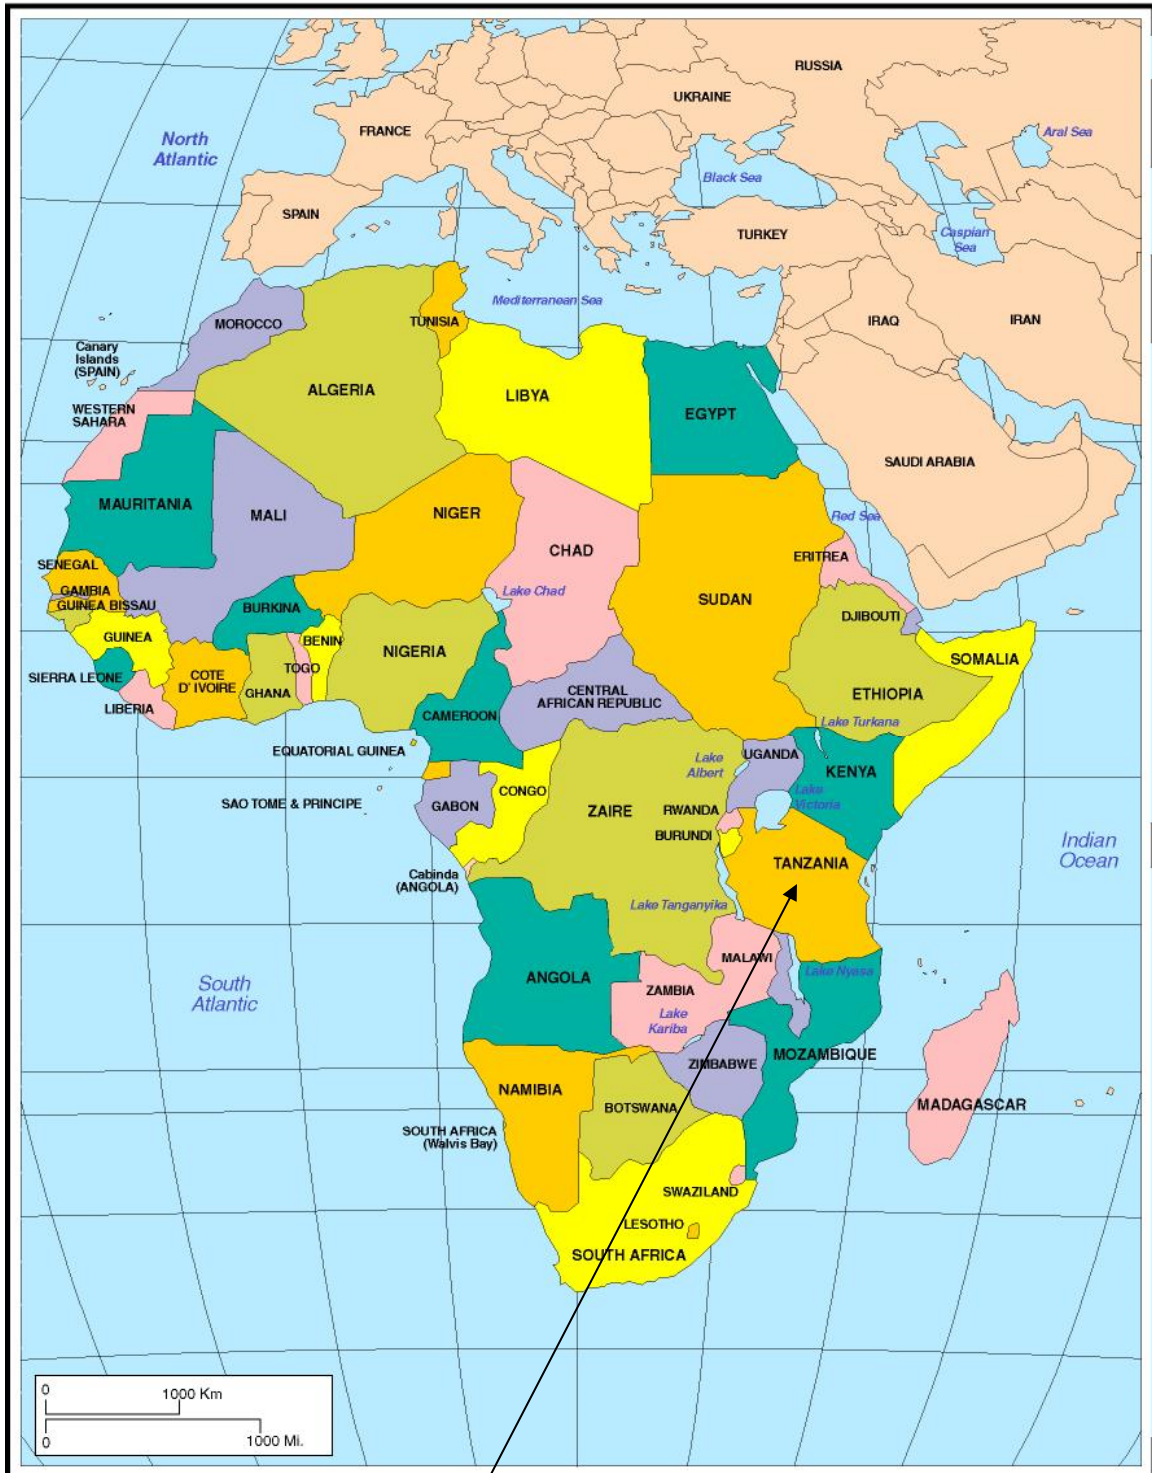 RUSSIA
UKRAINE
FRANCE
North
Atlantic
Aral Sea
Black Sea
SPAIN
TURKEY
Caspian
Sea
Mediterranean Sea
MOROCCO
TUNISIA
IRAQ
IRAN
Canary
Islands
(SPAIN)
ALGERIA
LIBYA
EGYPT
WESTERN
SAHARA
SAUDI ARABIA
MAURITANIA
MALI
NIGER
Red Sea
CHAD
ERITREA
SENEGAL
GAMBIA
GUINEA BISSAU
BURKINA
Lake Chad
SUDAN
DJIBOUTI
GUINEA
BENIN
NIGERIA
SOMALIA
SIERRA LEONE
COTE
D' IVOIRE
TOGO
GHANA
CENTRAL
AFRICAN REPUBLIC
ETHIOPIA
LIBERIA
CAMEROON
Lake Turkana
EQUATORIAL GUINEA
Lake
Albert
UGANDA
KENYA
SAO TOME & PRINCIPE
GABON
CONGO
ZAIRE
RWANDA
Lake
Victoria
BURUNDI
Indian
Ocean
TANZANIA
Cabinda
(ANGOLA)
Lake Tanganyika
South
Atlantic
ANGOLA
MALAWI
Lake Nyasa
ZAMBIA
Lake
Kariba
ZIMBABWE
MOZAMBIQUE
NAMIBIA
BOTSWANA
MADAGASCAR
SOUTH AFRICA
(Walvis Bay)
SWAZILAND
LESOTHO
SOUTH AFRICA
0
1000 Km
0
1000 Mi.